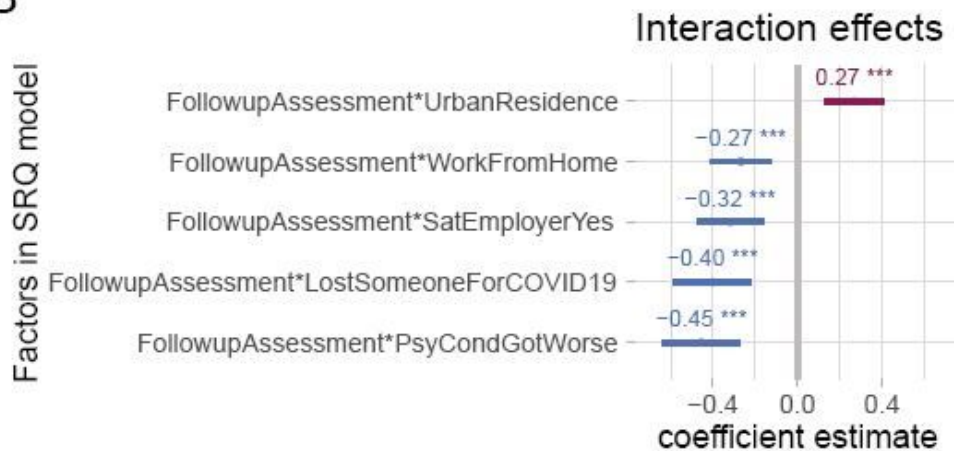 Interaction effects
Factors in SRQ model
FollowupAssessment*UrbanResidence
0.27 ***
FollowupAssessment*WorkFromHome
−0.27 ***
FollowupAssessment*SatEmployerYes
−0.32 ***
FollowupAssessment*LostSomeoneForCOVID19
−0.40 ***
FollowupAssessment*PsyCondGotWorse
−0.45 ***
−0.4 0.0 0.4
coefficient estimate